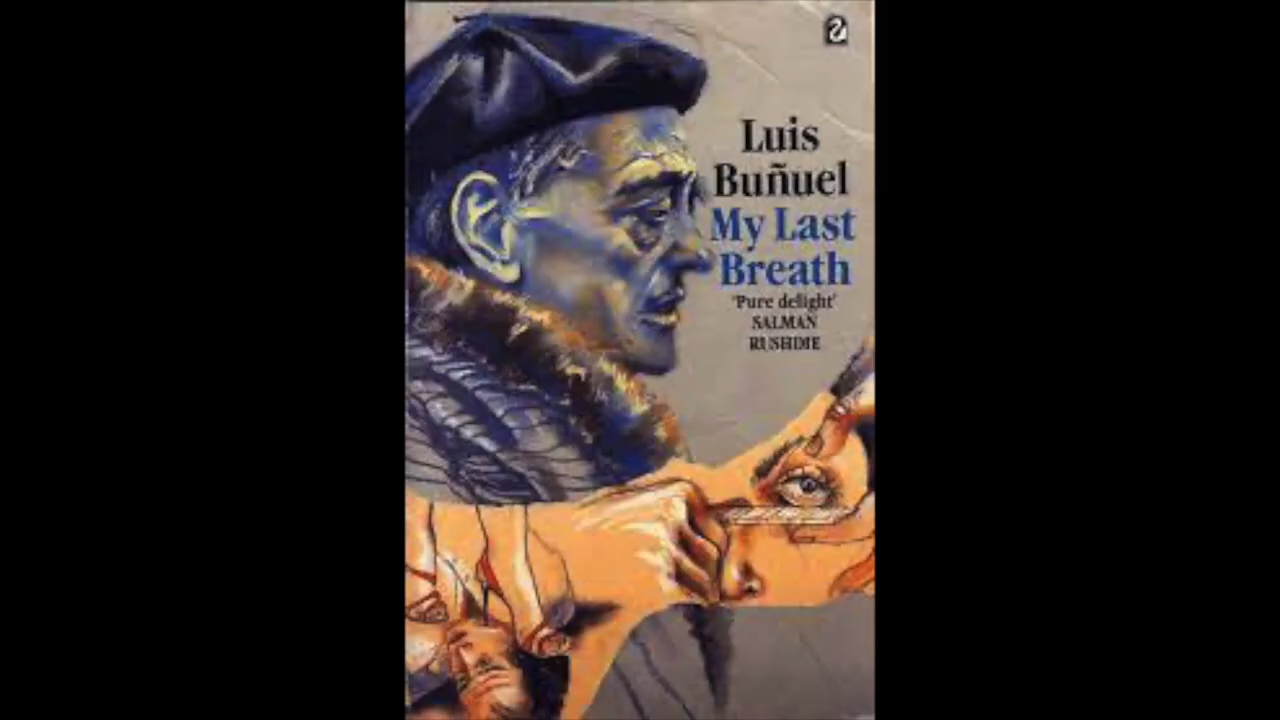 Luis
Buñuel
My Last
Breath
'Pure delight'
SALMAN
RUSHDIE